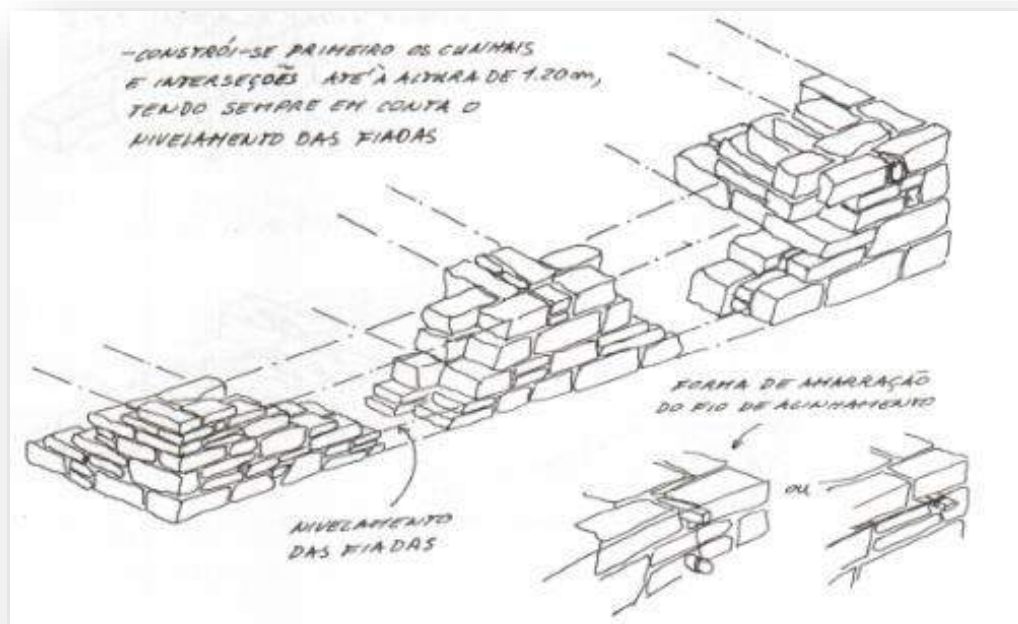 -CONSTRÓI-SE PRIMEIRO OS CUNHAIS
E INTERSEÇÕES ATÉ À ALTURA DE 1.20m,
TENDO SEMPRE EM CONTA O
NIVELAMENTO DAS FIADAS
FORMA DE AMARRAÇÃO
DO FIO DE ALINHAMENTO
ou
NIVELAMENTO
DAS FIADAS